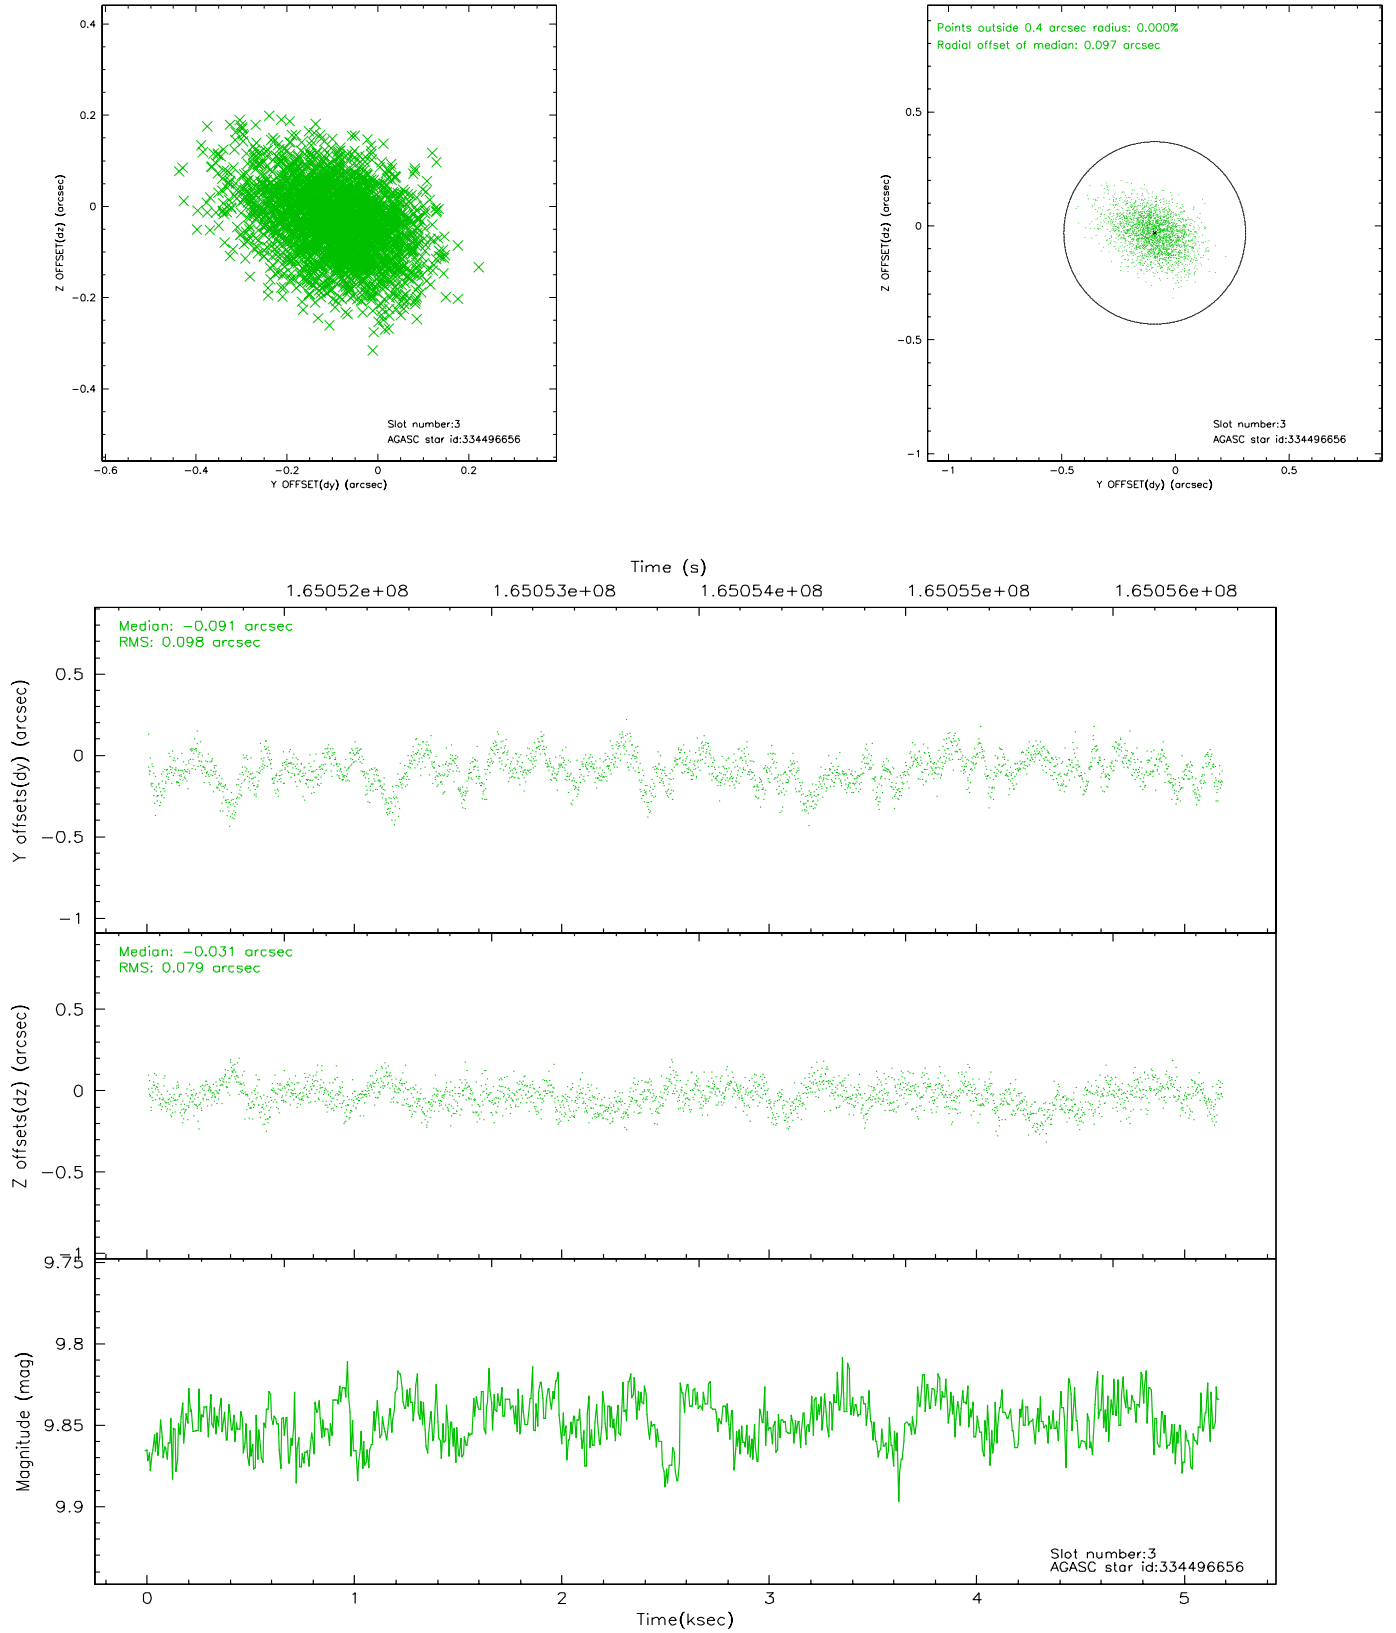 0.4
0.2
0
−0.2
−0.4
Z OFFSET(dz) (arcsec)
Slot number:3
AGASC star id:334496656
−0.6 −0.4 −0.2 0 0.2
Y OFFSET(dy) (arcsec)
Points outside 0.4 arcsec radius: 0.000%
Radial offset of median: 0.097 arcsec
0.5
0
−0.5
−1
Z OFFSET(dz) (arcsec)
Slot number:3
AGASC star id:334496656
−1 −0.5 0 0.5
Y OFFSET(dy) (arcsec)
Time (s)
1.65052e+08 1.65053e+08 1.65054e+08 1.65055e+08 1.65056e+08
Median: −0.091 arcsec
RMS: 0.098 arcsec
0.5
0
−0.5
−1
Y offsets(dy) (arcsec)
Median: −0.031 arcsec
RMS: 0.079 arcsec
0.5
0
−0.5
−1
Z offsets(dz) (arcsec)
9.75
9.8
9.85
9.9
Magnitude (mag)
Slot number:3
AGASC star id:334496656
0 1 2 3 4 5
Time(ksec)